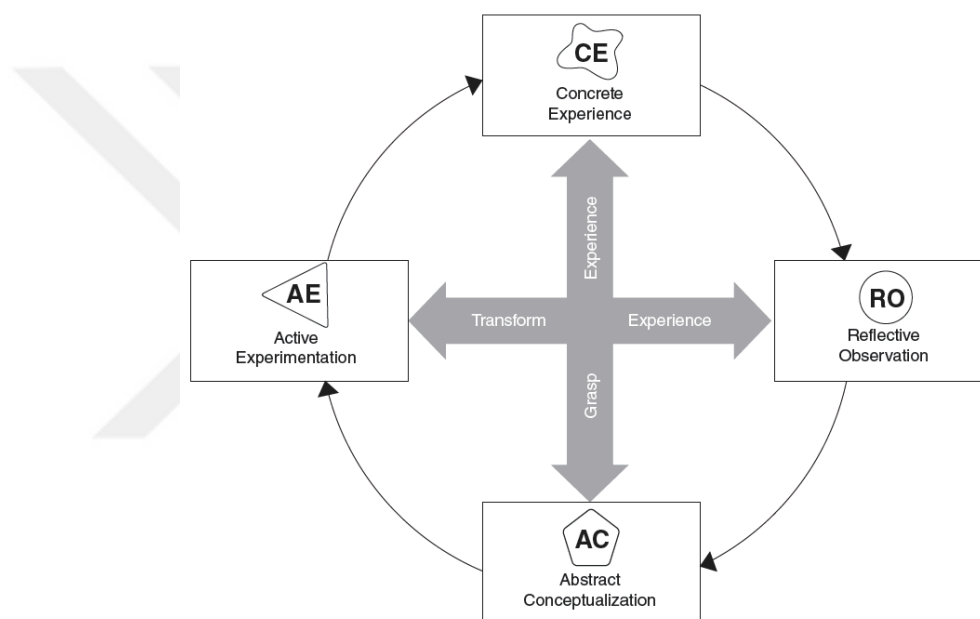 CE
Concrete
Experience
Experience
AE
Active
Experimentation
Transform
Experience
RO
Reflective
Observation
Grasp
AC
Abstract
Conceptualization